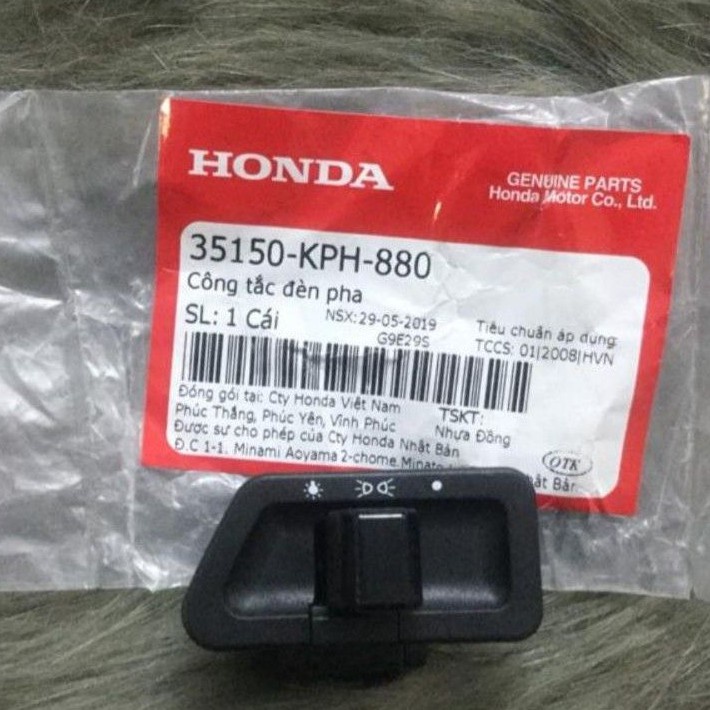 HONDA
GENUINE PARTS
Honda Motor Co., Ltd.
35150-KPH-880
Công tắc đèn pha
SL: 1 Cái
NSX:29-05-2019
G9E29S
Tiêu chuẩn áp dụng:
TCCS: 01|2008|HVN
Đóng gói tại: Cty Honda Việt Nam
Phúc Thắng, Phúc Yên, Vĩnh Phúc
TSKT:
Nhựa Đồng
Được sự cho phép của Cty Honda Nhật Bản
Đ.C 1-1, Minami Aoyama 2-chome,
OTK